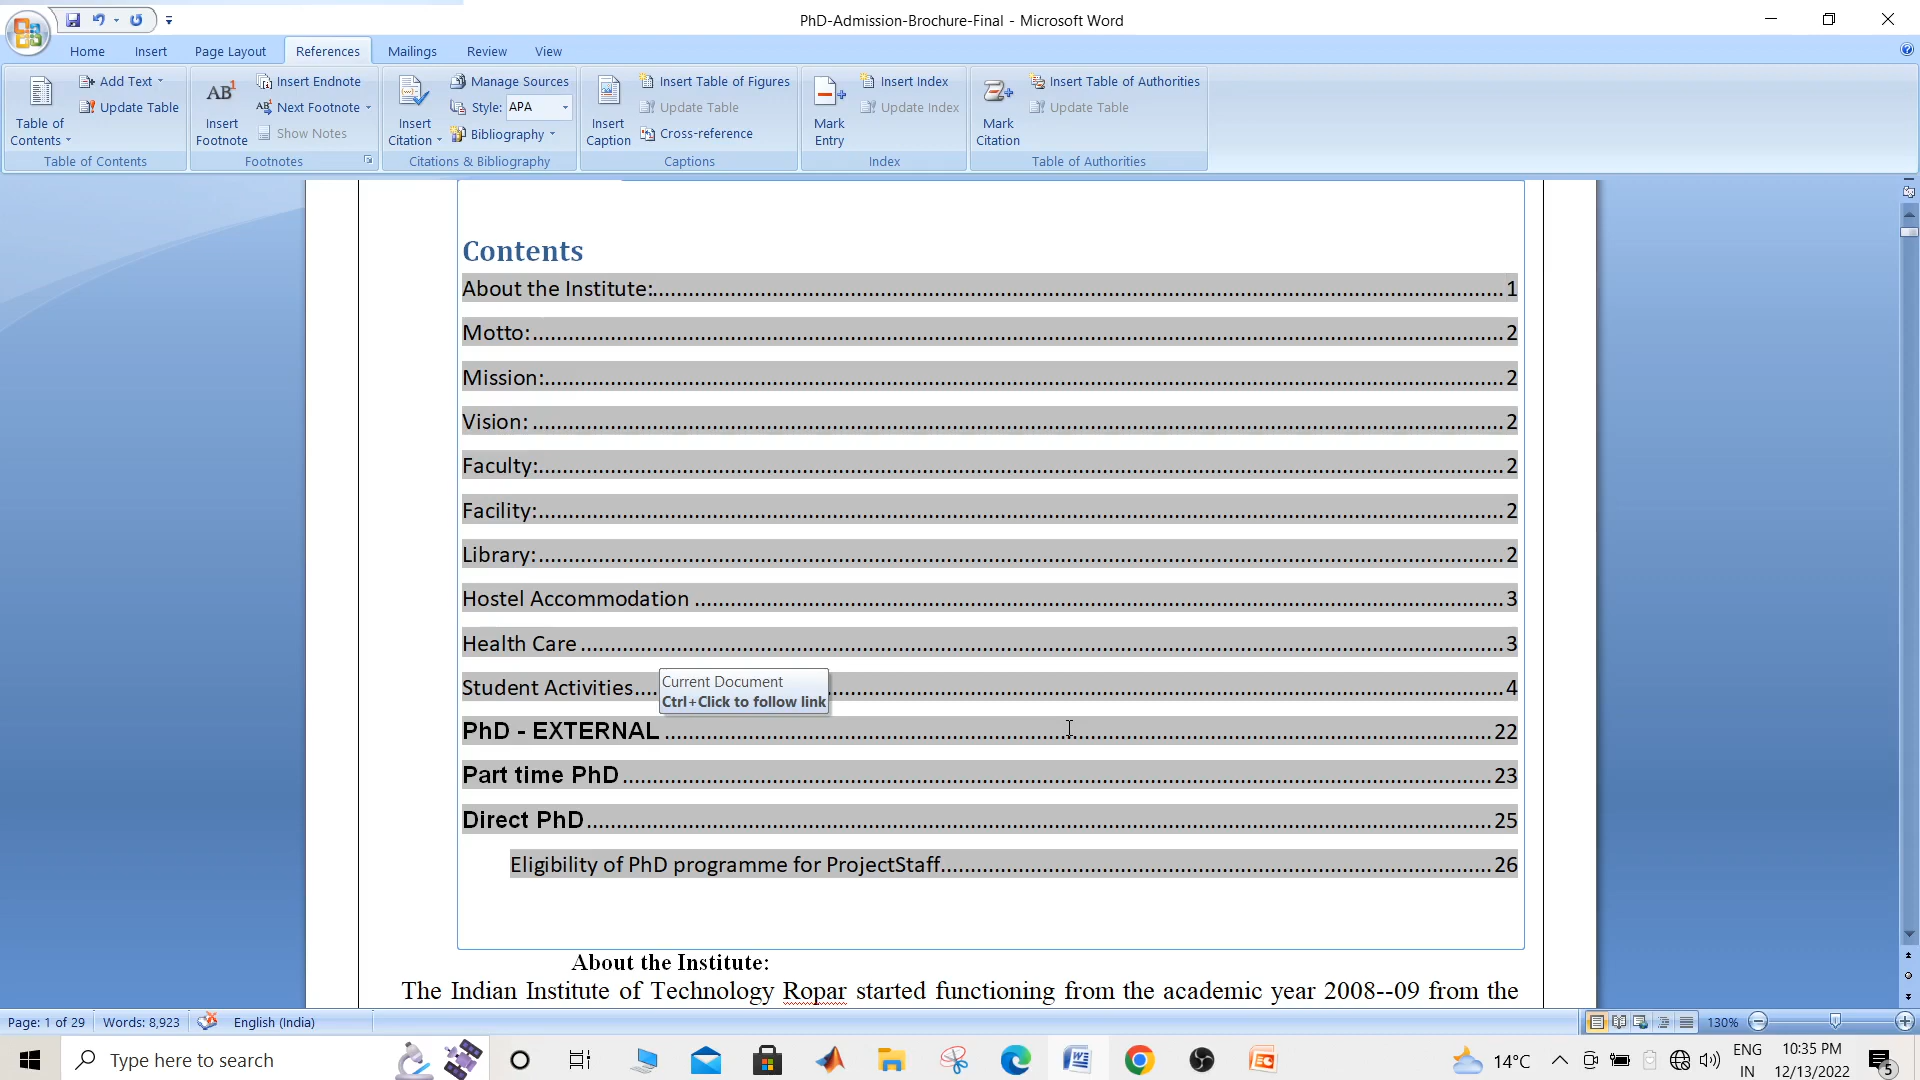 PhD-Admission-Brochure-Final - Microsoft Word
Home Insert Page Layout References Mailings Review View
Table of Contents
Add Text
Update Table
Table of Contents
AB1
Insert Footnote
Insert Endnote
Next Footnote
Show Notes
Footnotes
Insert Citation
Manage Sources
Style: APA
Bibliography
Citations & Bibliography
Insert Caption
Insert Table of Figures
Update Table
Cross-reference
Captions
Mark Entry
Insert Index
Update Index
Index
Mark Citation
Insert Table of Authorities
Update Table
Table of Authorities
Contents
About the Institute:........1
Motto:........2
Mission:........2
Vision:........2
Faculty:........2
Facility:........2
Library:........2
Hostel Accommodation........3
Health Care........3
Student Activities........4
Current Document
Ctrl+Click to follow link
PhD - EXTERNAL........22
Part time PhD........23
Direct PhD........25
Eligibility of PhD programme for ProjectStaff........26
About the Institute:
The Indian Institute of Technology Ropar started functioning from the academic year 2008--09 from the
Page: 1 of 29 Words: 8,923 English (India) 130%
Type here to search
14°C
ENG
IN
10:35 PM
12/13/2022
5